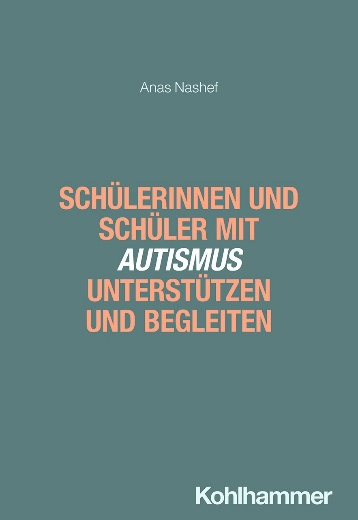 Anas Nashef
SCHÜLERINNEN UND
SCHÜLER MIT
AUTISMUS
UNTERSTÜTZEN
UND BEGLEITEN
Kohlhammer